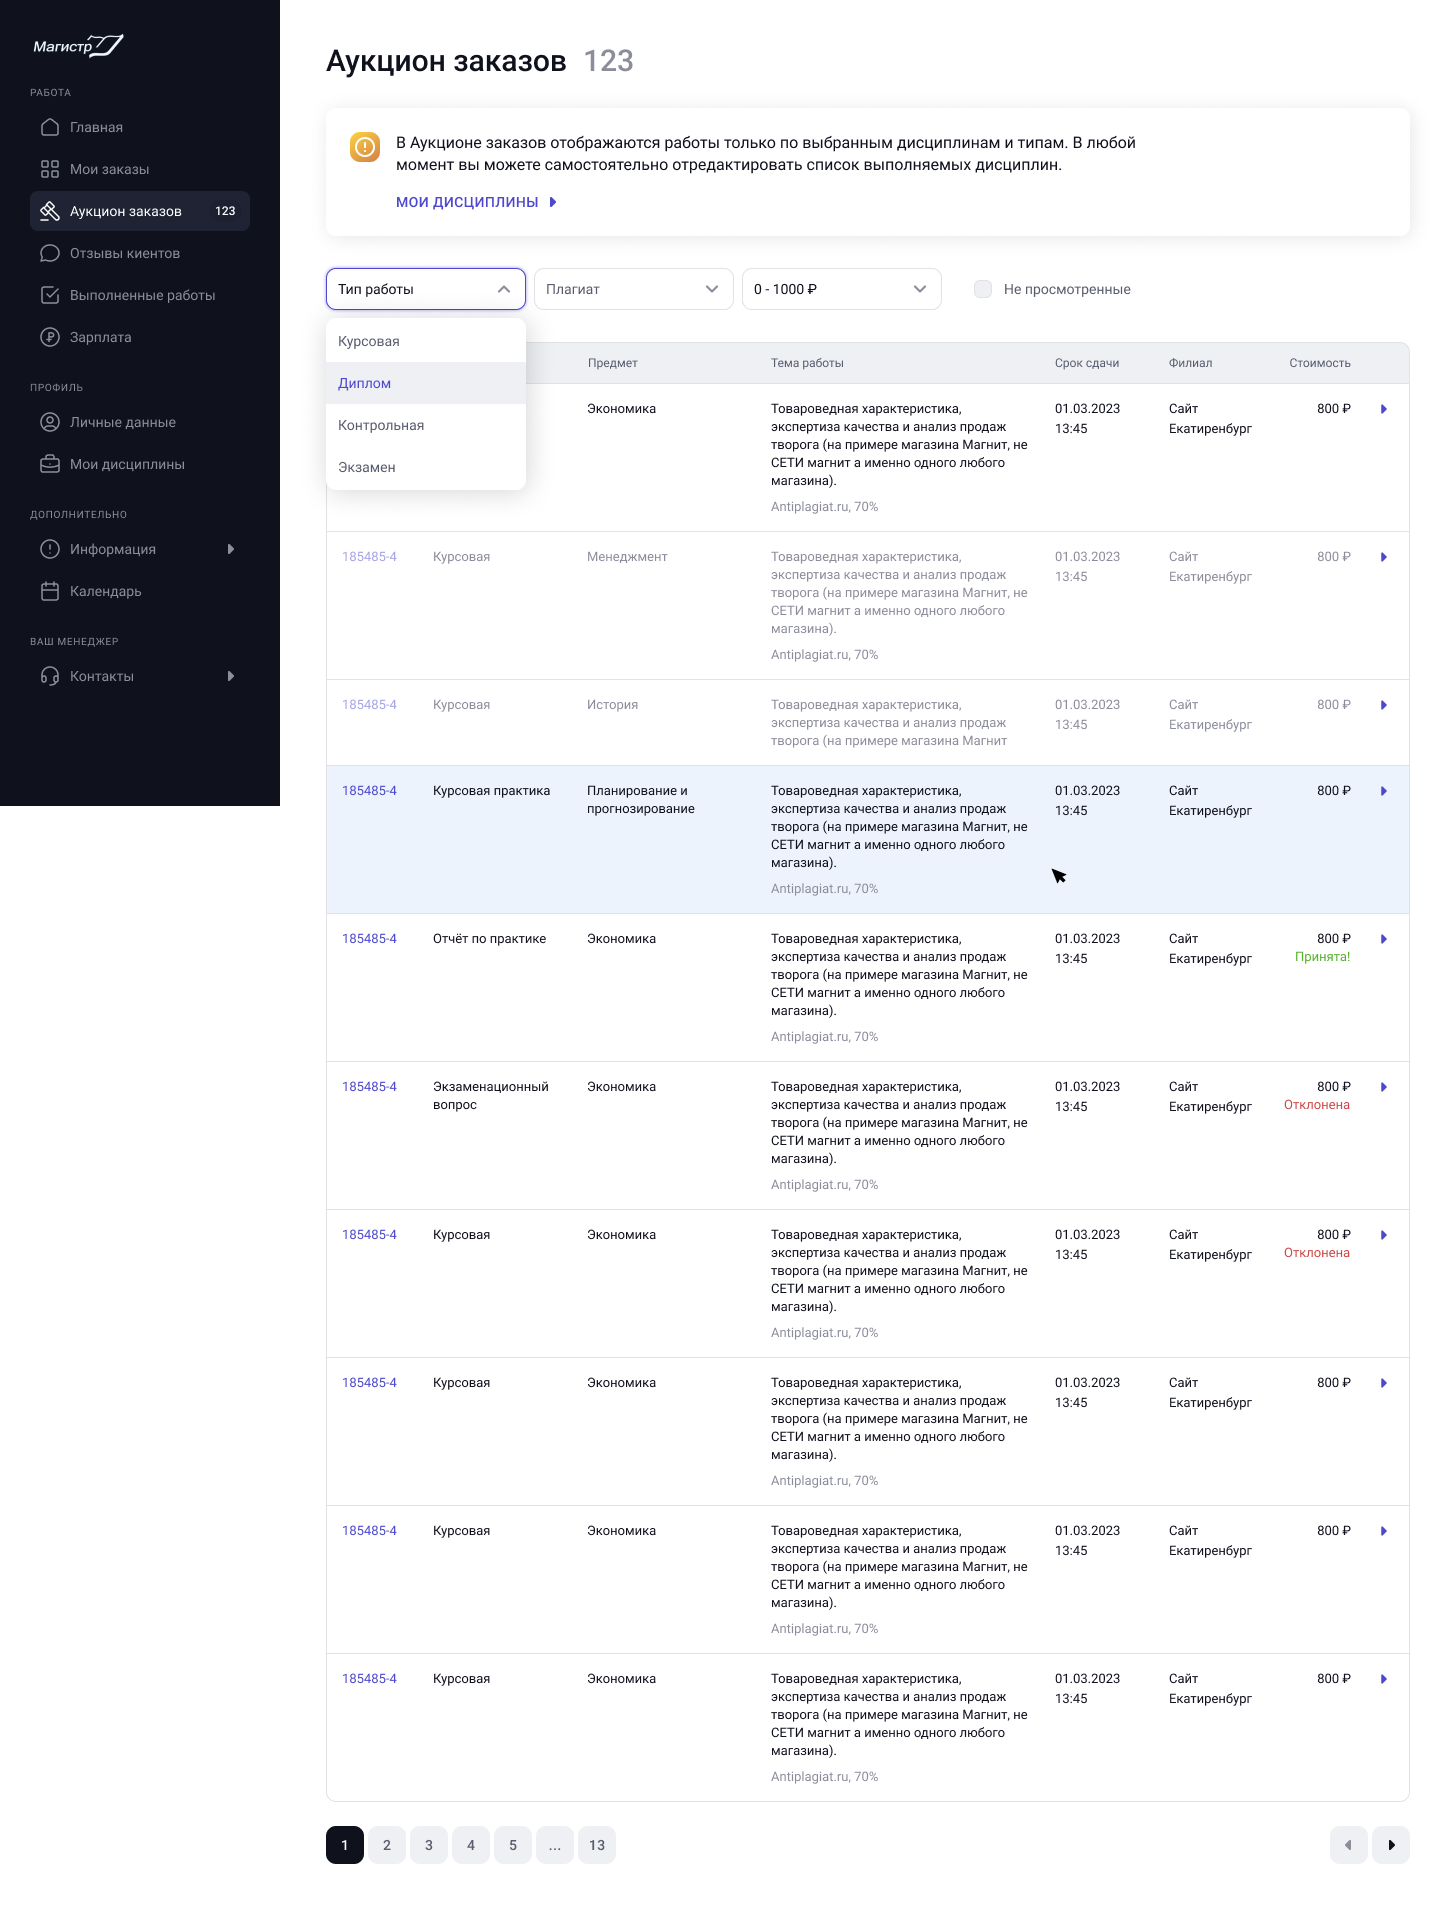 Магистр
РАБОТА
Главная
Мои заказы
Аукцион заказов 123
Отзывы киентов
Выполненные работы
Зарплата
ПРОФИЛЬ
Личные данные
Мои дисциплины
ДОПОЛНИТЕЛЬНО
Информация
Календарь
ВАШ МЕНЕДЖЕР
Контакты
Аукцион заказов 123
В Аукционе заказов отображаются работы только по выбранным дисциплинам и типам. В любой
момент вы можете самостоятельно отредактировать список выполняемых дисциплин.
МОИ ДИСЦИПЛИНЫ
Тип работы Плагиат 0 - 1000 ₽ Не просмотренные
Курсовая
Диплом
Контрольная
Экзамен
Предмет Тема работы Срок сдачи Филиал Стоимость
Экономика Товароведная характеристика, 01.03.2023 Сайт 800 ₽
экспертиза качества и анализ продаж 13:45 Екатиренбург
творога (на примере магазина Магнит, не
СЕТИ магнит а именно одного любого
магазина).
Antiplagiat.ru, 70%
185485-4 Курсовая Менеджмент Товароведная характеристика, 01.03.2023 Сайт 800 ₽
экспертиза качества и анализ продаж 13:45 Екатиренбург
творога (на примере магазина Магнит, не
СЕТИ магнит а именно одного любого
магазина).
Antiplagiat.ru, 70%
185485-4 Курсовая История Товароведная характеристика, 01.03.2023 Сайт 800 ₽
экспертиза качества и анализ продаж 13:45 Екатиренбург
творога (на примере магазина Магнит
185485-4 Курсовая практика Планирование и Товароведная характеристика, 01.03.2023 Сайт 800 ₽
прогнозирование экспертиза качества и анализ продаж 13:45 Екатиренбург
творога (на примере магазина Магнит, не
СЕТИ магнит а именно одного любого
магазина).
Antiplagiat.ru, 70%
185485-4 Отчёт по практике Экономика Товароведная характеристика, 01.03.2023 Сайт 800 ₽
экспертиза качества и анализ продаж 13:45 Екатиренбург Принята!
творога (на примере магазина Магнит, не
СЕТИ магнит а именно одного любого
магазина).
Antiplagiat.ru, 70%
185485-4 Экзаменационный Экономика Товароведная характеристика, 01.03.2023 Сайт 800 ₽
вопрос экспертиза качества и анализ продаж 13:45 Екатиренбург Отклонена
творога (на примере магазина Магнит, не
СЕТИ магнит а именно одного любого
магазина).
Antiplagiat.ru, 70%
185485-4 Курсовая Экономика Товароведная характеристика, 01.03.2023 Сайт 800 ₽
экспертиза качества и анализ продаж 13:45 Екатиренбург Отклонена
творога (на примере магазина Магнит, не
СЕТИ магнит а именно одного любого
магазина).
Antiplagiat.ru, 70%
185485-4 Курсовая Экономика Товароведная характеристика, 01.03.2023 Сайт 800 ₽
экспертиза качества и анализ продаж 13:45 Екатиренбург
творога (на примере магазина Магнит, не
СЕТИ магнит а именно одного любого
магазина).
Antiplagiat.ru, 70%
185485-4 Курсовая Экономика Товароведная характеристика, 01.03.2023 Сайт 800 ₽
экспертиза качества и анализ продаж 13:45 Екатиренбург
творога (на примере магазина Магнит, не
СЕТИ магнит а именно одного любого
магазина).
Antiplagiat.ru, 70%
185485-4 Курсовая Экономика Товароведная характеристика, 01.03.2023 Сайт 800 ₽
экспертиза качества и анализ продаж 13:45 Екатиренбург
творога (на примере магазина Магнит, не
СЕТИ магнит а именно одного любого
магазина).
Antiplagiat.ru, 70%
1 2 3 4 5 ... 13